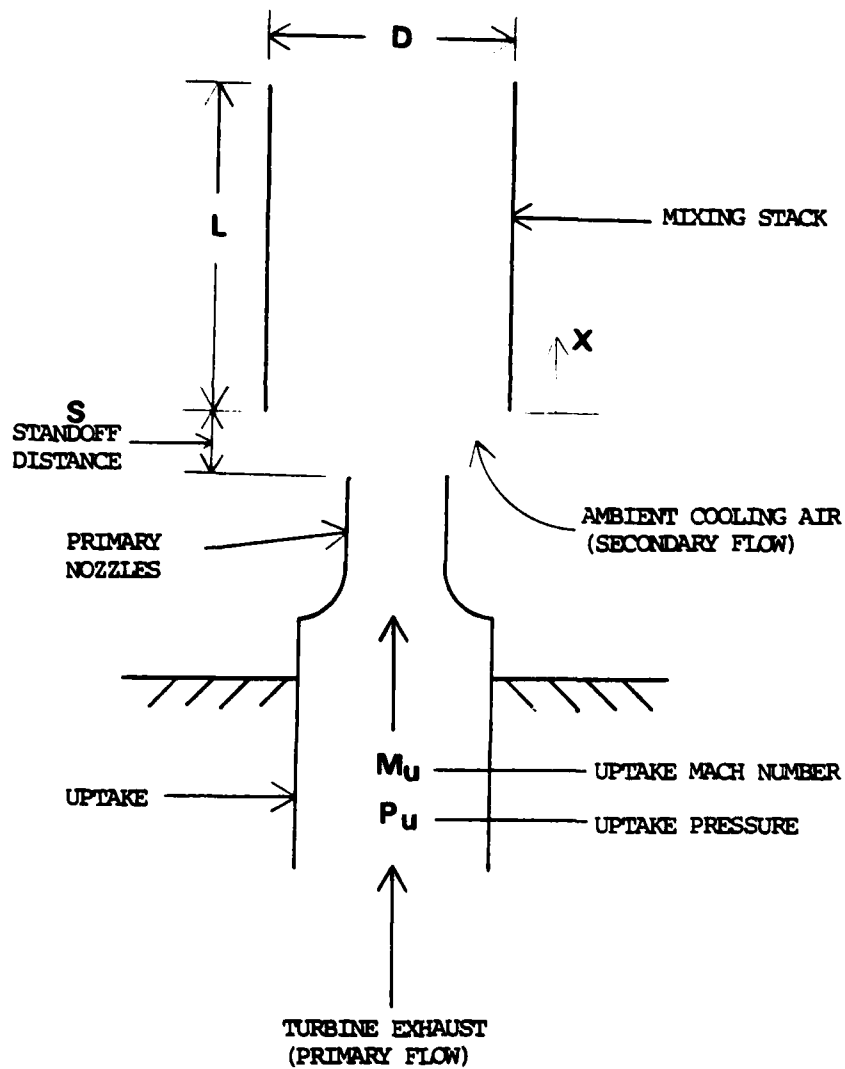 D
L
MIXING STACK
X
S
STANDOFF
DISTANCE
AMBIENT COOLING AIR
(SECONDARY FLOW)
PRIMARY
NOZZLES
Mu
UPTAKE MACH NUMBER
UPTAKE
Pu
UPTAKE PRESSURE
TURBINE EXHAUST
(PRIMARY FLOW)